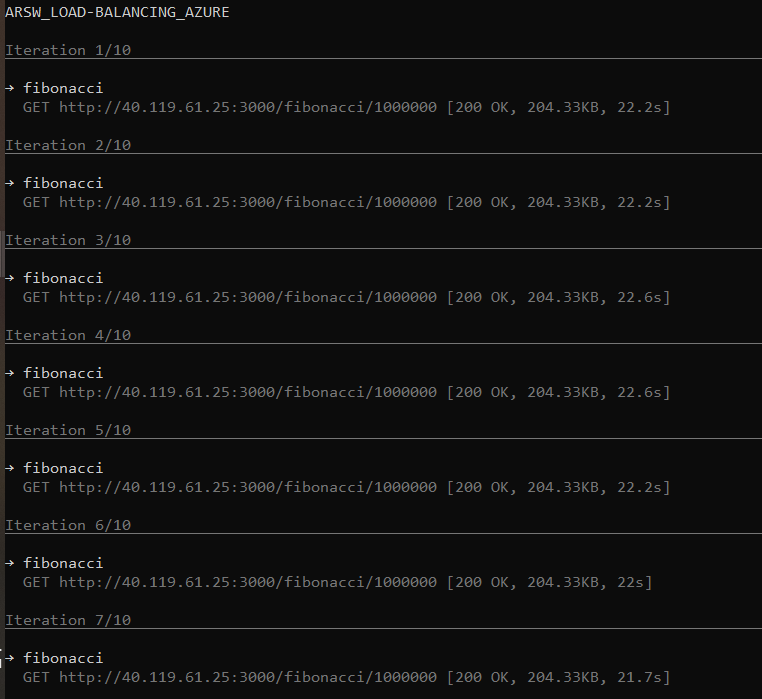 ARSW_LOAD-BALANCING_AZURE
Iteration 1/10
→ fibonacci
GET http://40.119.61.25:3000/fibonacci/1000000 [200 OK, 204.33KB, 22.2s]
Iteration 2/10
→ fibonacci
GET http://40.119.61.25:3000/fibonacci/1000000 [200 OK, 204.33KB, 22.2s]
Iteration 3/10
→ fibonacci
GET http://40.119.61.25:3000/fibonacci/1000000 [200 OK, 204.33KB, 22.6s]
Iteration 4/10
→ fibonacci
GET http://40.119.61.25:3000/fibonacci/1000000 [200 OK, 204.33KB, 22.6s]
Iteration 5/10
→ fibonacci
GET http://40.119.61.25:3000/fibonacci/1000000 [200 OK, 204.33KB, 22.2s]
Iteration 6/10
→ fibonacci
GET http://40.119.61.25:3000/fibonacci/1000000 [200 OK, 204.33KB, 22s]
Iteration 7/10
→ fibonacci
GET http://40.119.61.25:3000/fibonacci/1000000 [200 OK, 204.33KB, 21.7s]